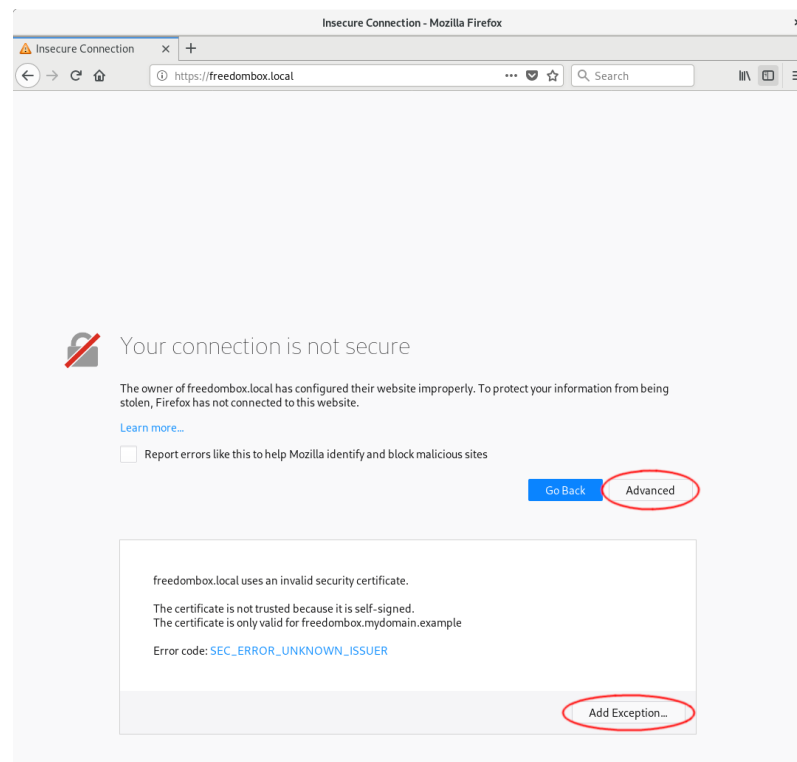 Insecure Connection - Mozilla Firefox
Insecure Connection
https://freedombox.local
Search
Your connection is not secure
The owner of freedombox.local has configured their website improperly. To protect your information from being
stolen, Firefox has not connected to this website.
Learn more...
Report errors like this to help Mozilla identify and block malicious sites
Go Back
Advanced
freedombox.local uses an invalid security certificate.
The certificate is not trusted because it is self-signed.
The certificate is only valid for freedombox.mydomain.example
Error code: SEC_ERROR_UNKNOWN_ISSUER
Add Exception...